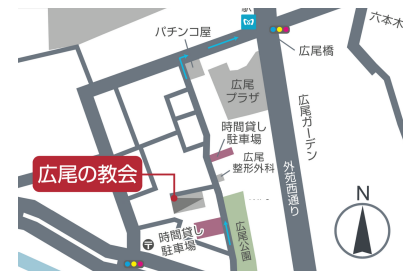 駅
六本木
パチンコ屋
広尾橋
広尾
プラザ
広尾ガーデン
時間貸し
駐車場
広尾
整形外科
外苑西通り
広尾の教会
N
時間貸し
駐車場
広尾公園